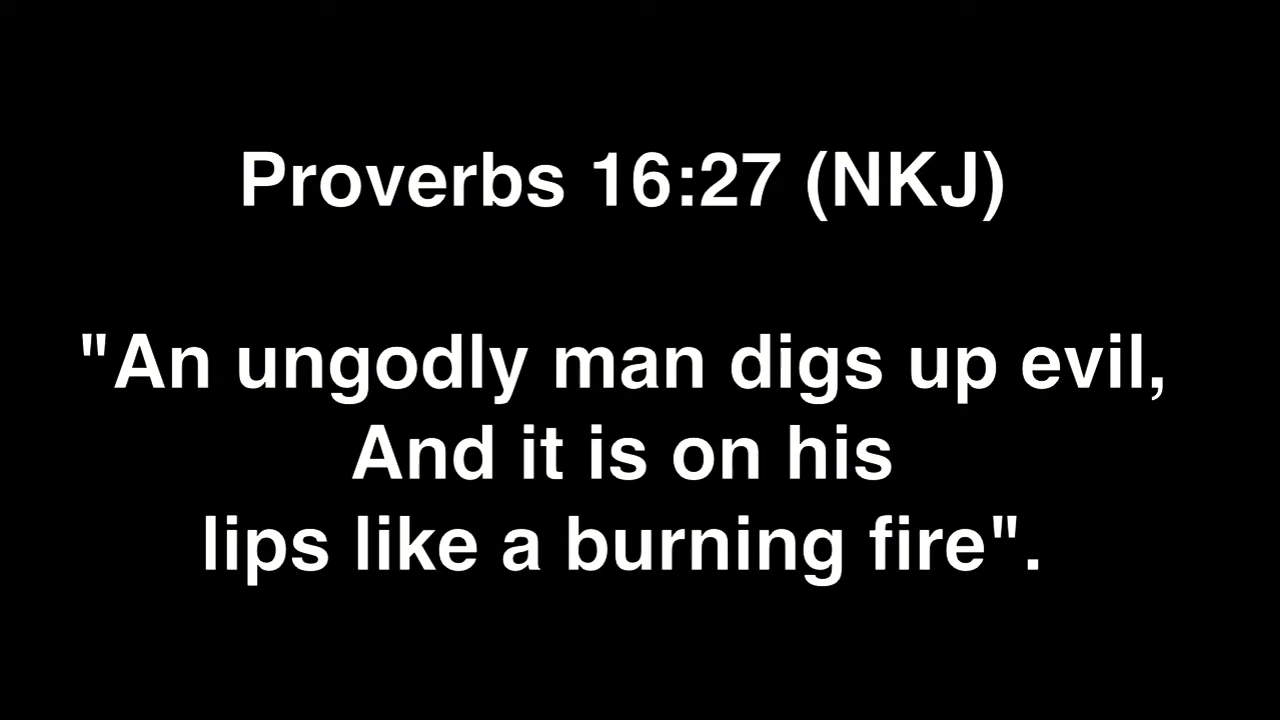 Proverbs 16:27 (NKJ)
"An ungodly man digs up evil,
And it is on his
lips like a burning fire".